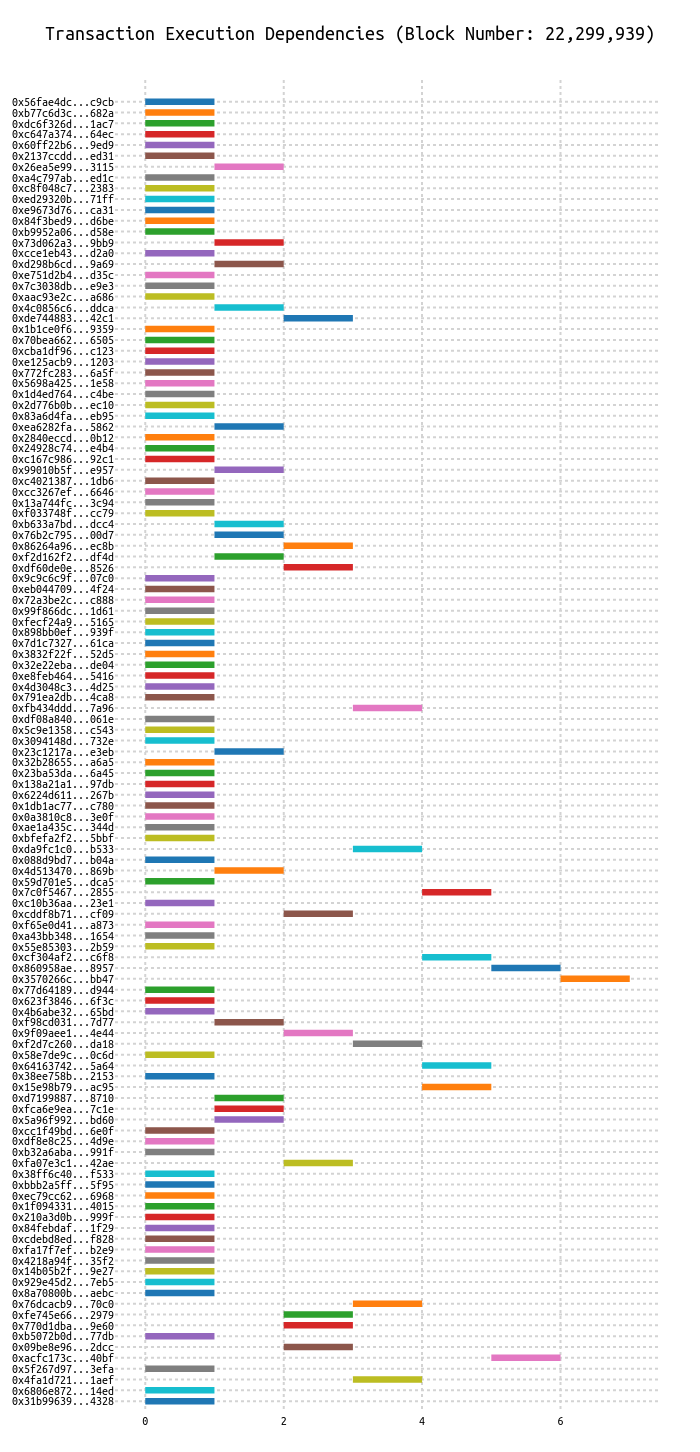 Transaction Execution Dependencies (Block Number: 22,299,939)
0x56fae4dc...c9cb
0xb77c6d3c...682a
0xdc6f326d...1ac7
0xc647a374...64ec
0x60ff22b6...9ed9
0x2137ccdd...ed31
0x26ea5e99...3115
0xa4c797ab...ed1c
0xc8f048c7...2383
0xed29320b...71ff
0xe9673d76...ca31
0x84f3bed9...d6be
0xb9952a06...d58e
0x73d062a3...9bb9
0xcce1eb43...d2a0
0xd298b6cd...9a69
0xe751d2b4...d35c
0x7c3038db...e9e3
0xaac93e2c...a686
0x4c0856c6...ddca
0xde744883...42c1
0x1b1ce0f6...9359
0x70bea662...6505
0xcba1df96...c123
0xe125acb9...1203
0x772fc283...6a5f
0x5698a425...1e58
0x1d4ed764...c4be
0x2d776b0b...ec10
0x83a6d4fa...eb95
0xea6282fa...5862
0x2840eccd...0b12
0x24928c74...e4b4
0xc167c986...92c1
0x99010b5f...e957
0xc4021387...1db6
0xcc3267ef...6646
0x13a744fc...3c94
0xf033748f...cc79
0xb633a7bd...dcc4
0x76b2c795...00d7
0x86264a96...ec8b
0xf2d162f2...df4d
0xdf60de0e...8526
0x9c9c6c9f...07c0
0xeb044709...4f24
0x72a3be2c...c888
0x99f866dc...1d61
0xfecf24a9...5165
0x898bb0ef...939f
0x7d1c7327...61ca
0x3832f22f...52d5
0x32e22eba...de04
0xe8feb464...5416
0x4d3048c3...4d25
0x791ea2db...4ca8
0xfb434ddd...7a96
0xdf08a840...061e
0x5c9e1358...c543
0x3094148d...732e
0x23c1217a...e3eb
0x32b28655...a6a5
0x23ba53da...6a45
0x138a21a1...97db
0x6224d611...267b
0x1db1ac77...c780
0x0a3810c8...3e0f
0xae1a435c...344d
0xbfefa2f2...5bbf
0xda9fc1c0...b533
0x088d9bd7...b04a
0x4d513470...869b
0x59d701e5...dca5
0x7c0f5467...2855
0xc10b36aa...23e1
0xcddf8b71...cf09
0xf65e0d41...a873
0xa43bb348...1654
0x55e85303...2b59
0xcf304af2...c6f8
0x860958ae...8957
0x3570266c...bb47
0x77d64189...d944
0x623f3846...6f3c
0x4b6abe32...65bd
0xf98cd031...7d77
0x9f09aee1...4e44
0xf2d7c260...da18
0x58e7de9c...0c6d
0x64163742...5a64
0x38ee758b...2153
0x15e98b79...ac95
0xd7199887...8710
0xfca6e9ea...7c1e
0x5a96f992...bd60
0xcc1f49bd...6e0f
0xdf8e8c25...4d9e
0xb32a6aba...991f
0xfa07e3c1...42ae
0x38ff6c40...f533
0xbbb2a5ff...5f95
0xec79cc62...6968
0x1f094331...4015
0x210a3d0b...999f
0x84febdaf...1f29
0xcdebd8ed...f828
0xfa17f7ef...b2e9
0x4218a94f...35f2
0x14b05b2f...9e27
0x929e45d2...7eb5
0x8a70800b...aebc
0x76dcacb9...70c0
0xfe745e66...2979
0x770d1dba...9e60
0xb5072b0d...77db
0x09be8e96...2dcc
0xacfc173c...40bf
0x5f267d97...3efa
0x4fa1d721...1aef
0x6806e872...14ed
0x31b99639...4328
0 2 4 6